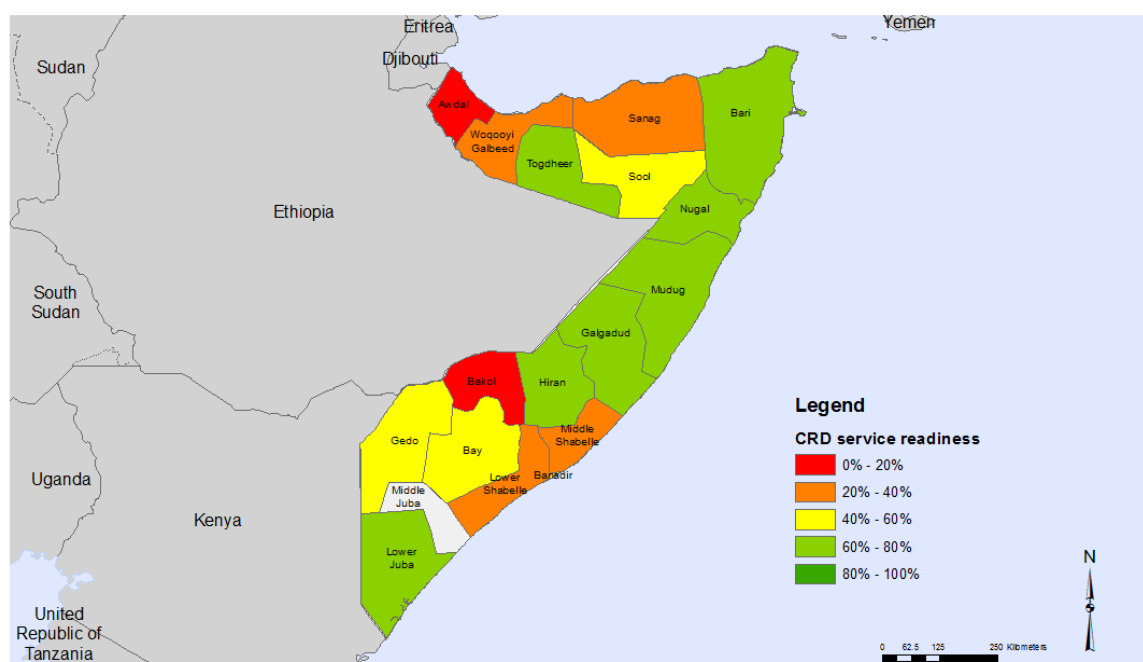 Eritrea
Yemen
Djibouti
Sudan
Awdal
Bari
Sanag
Woqooyi
Galbeed
Togdheer
Sool
Nugal
Ethiopia
South
Sudan
Mudug
Galgadud
Bakol
Hiran
Legend
CRD service readiness
0% - 20%
20% - 40%
40% - 60%
60% - 80%
80% - 100%
Middle
Shabelle
Gedo
Bay
Banadir
Lower
Shabelle
Uganda
Middle
Juba
Kenya
Lower
Juba
N
United
Republic of
Tanzania
0 62.5 125 250 Kilometers